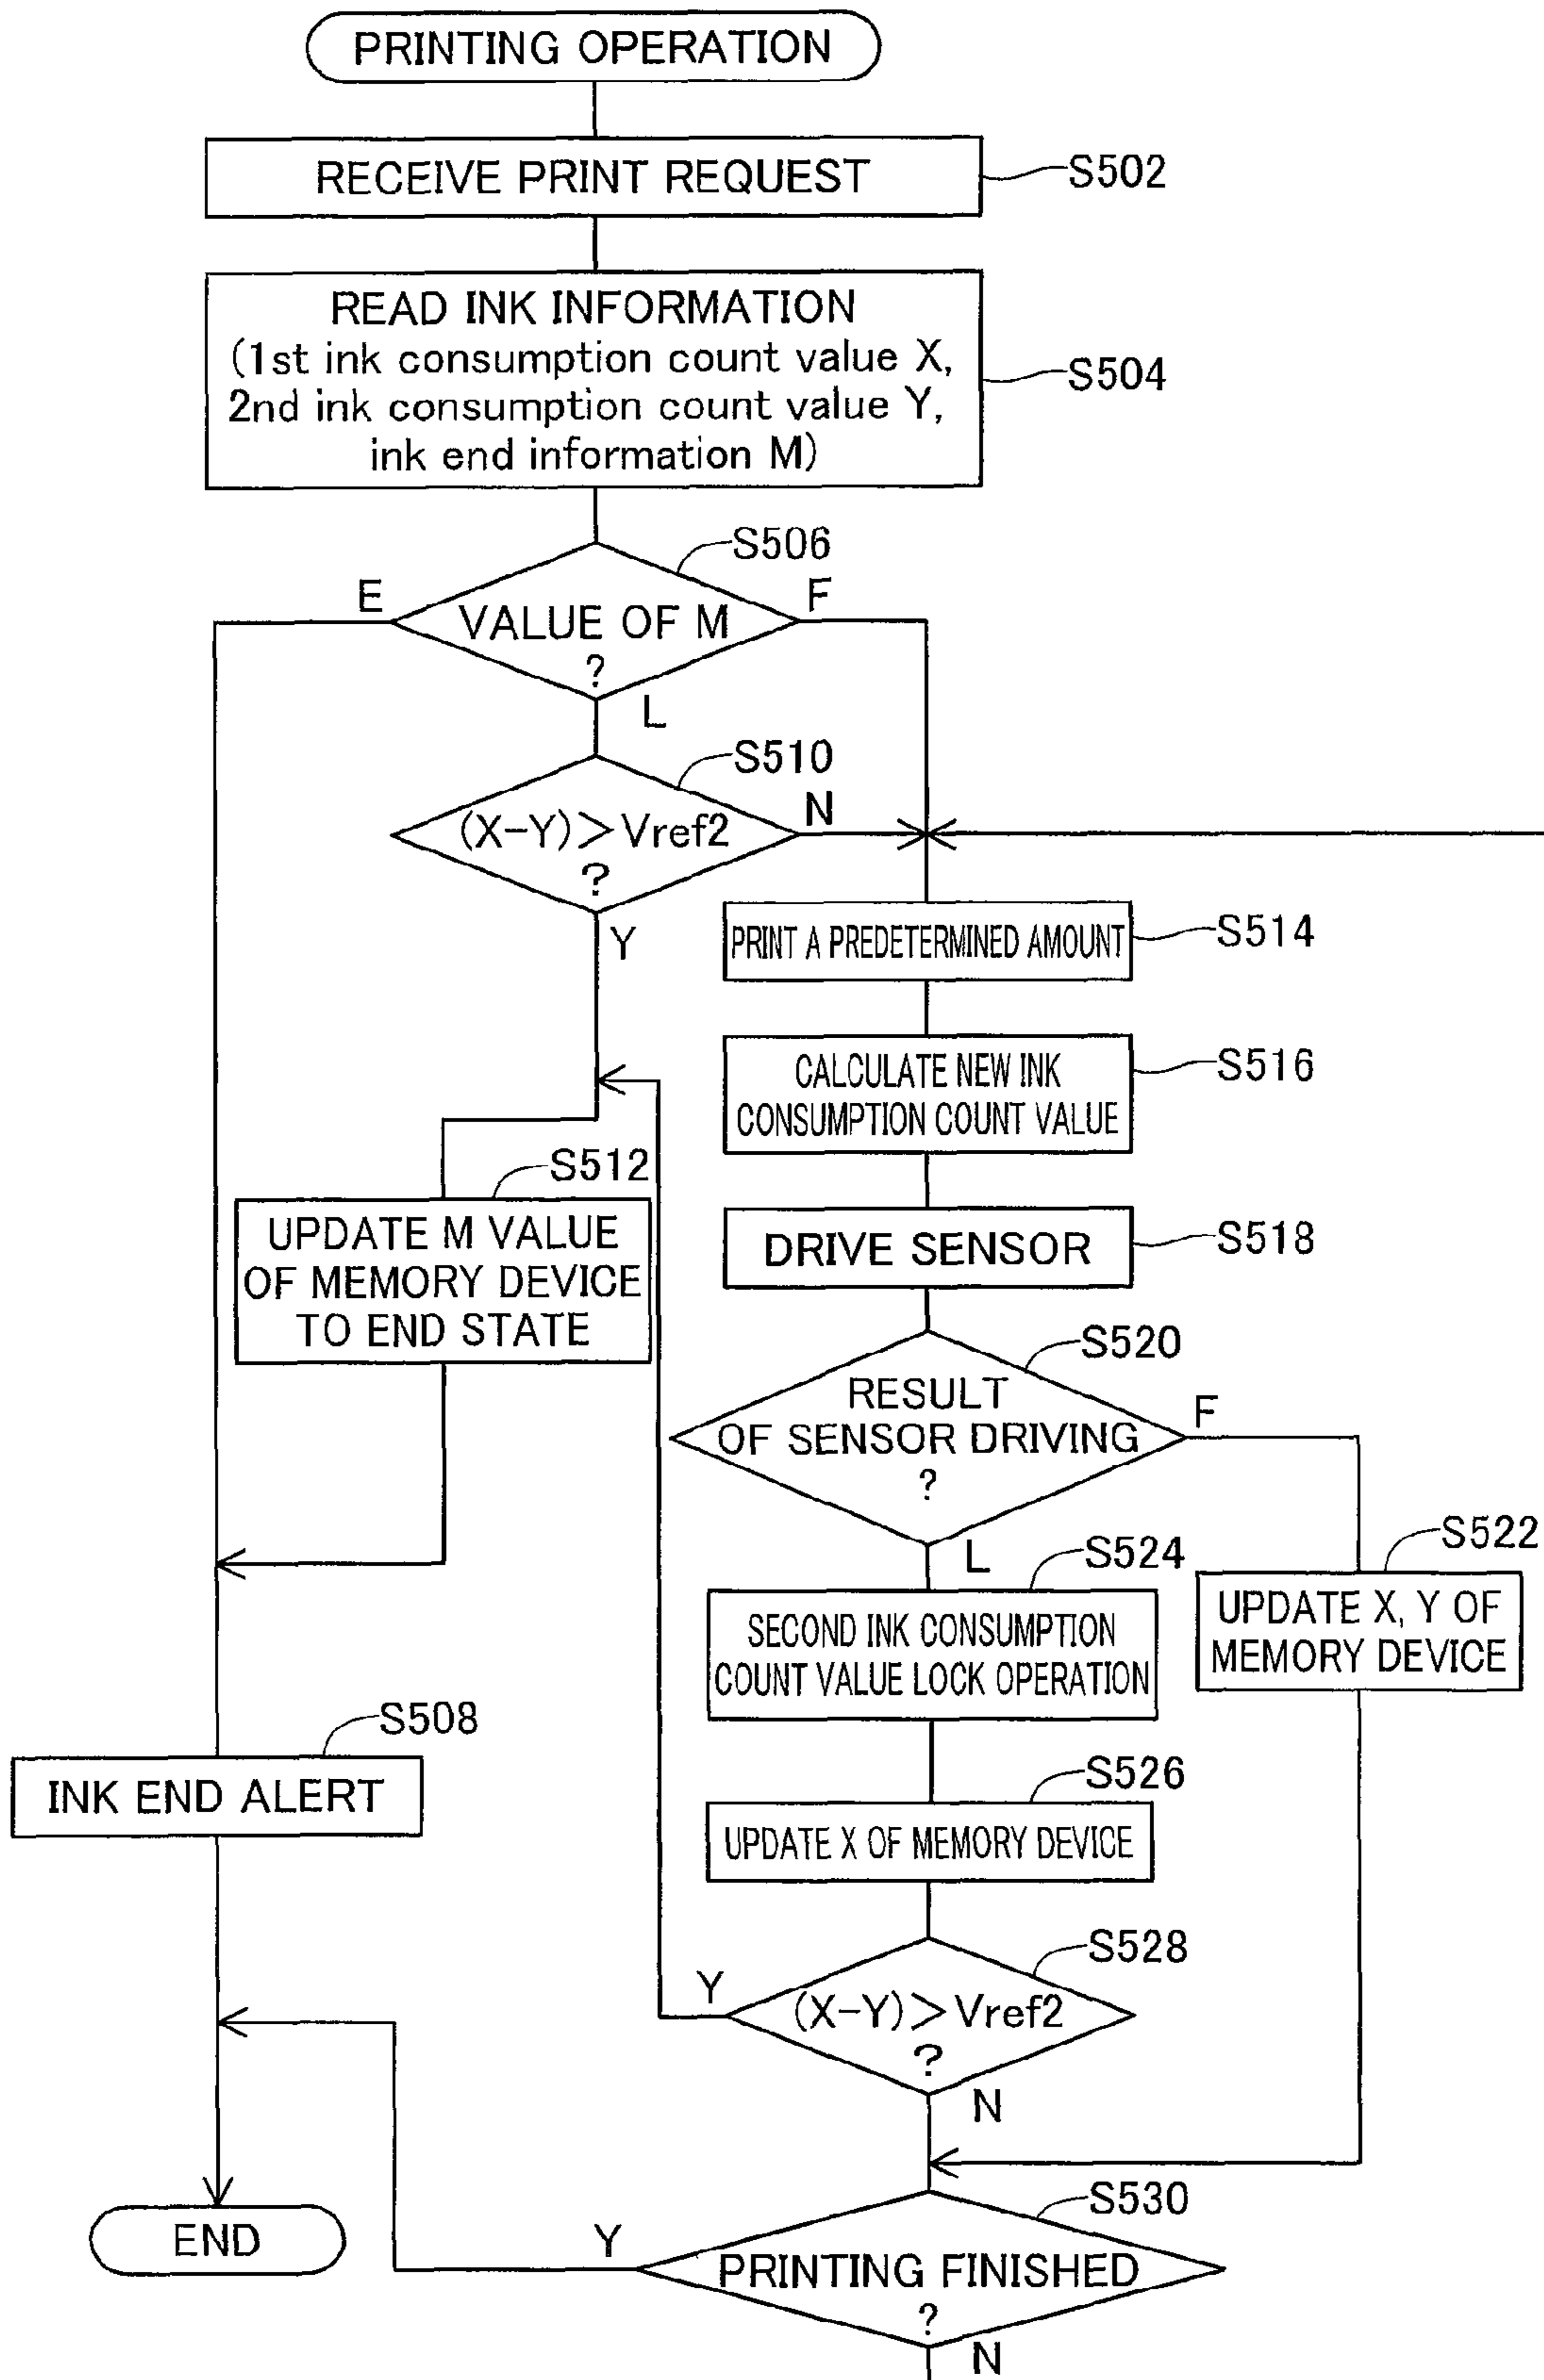 PRINTING OPERATION
RECEIVE PRINT REQUEST
S502
READ INK INFORMATION
(1st ink consumption count value X,
2nd ink consumption count value Y,
ink end information M)
S504
S506
E
F
VALUE OF M
?
L
S510
N
(X-Y)>Vref2
?
Y
PRINT A PREDETERMINED AMOUNT
S514
CALCULATE NEW INK
CONSUMPTION COUNT VALUE
S516
S512
UPDATE M VALUE
OF MEMORY DEVICE
TO END STATE
DRIVE SENSOR
S518
S520
RESULT
OF SENSOR DRIVING
?
F
L
S524
S522
SECOND INK CONSUMPTION
COUNT VALUE LOCK OPERATION
UPDATE X, Y OF
MEMORY DEVICE
S508
INK END ALERT
S526
UPDATE X OF MEMORY DEVICE
S528
Y
(X-Y)>Vref2
?
N
S530
END
Y
PRINTING FINISHED
?
N